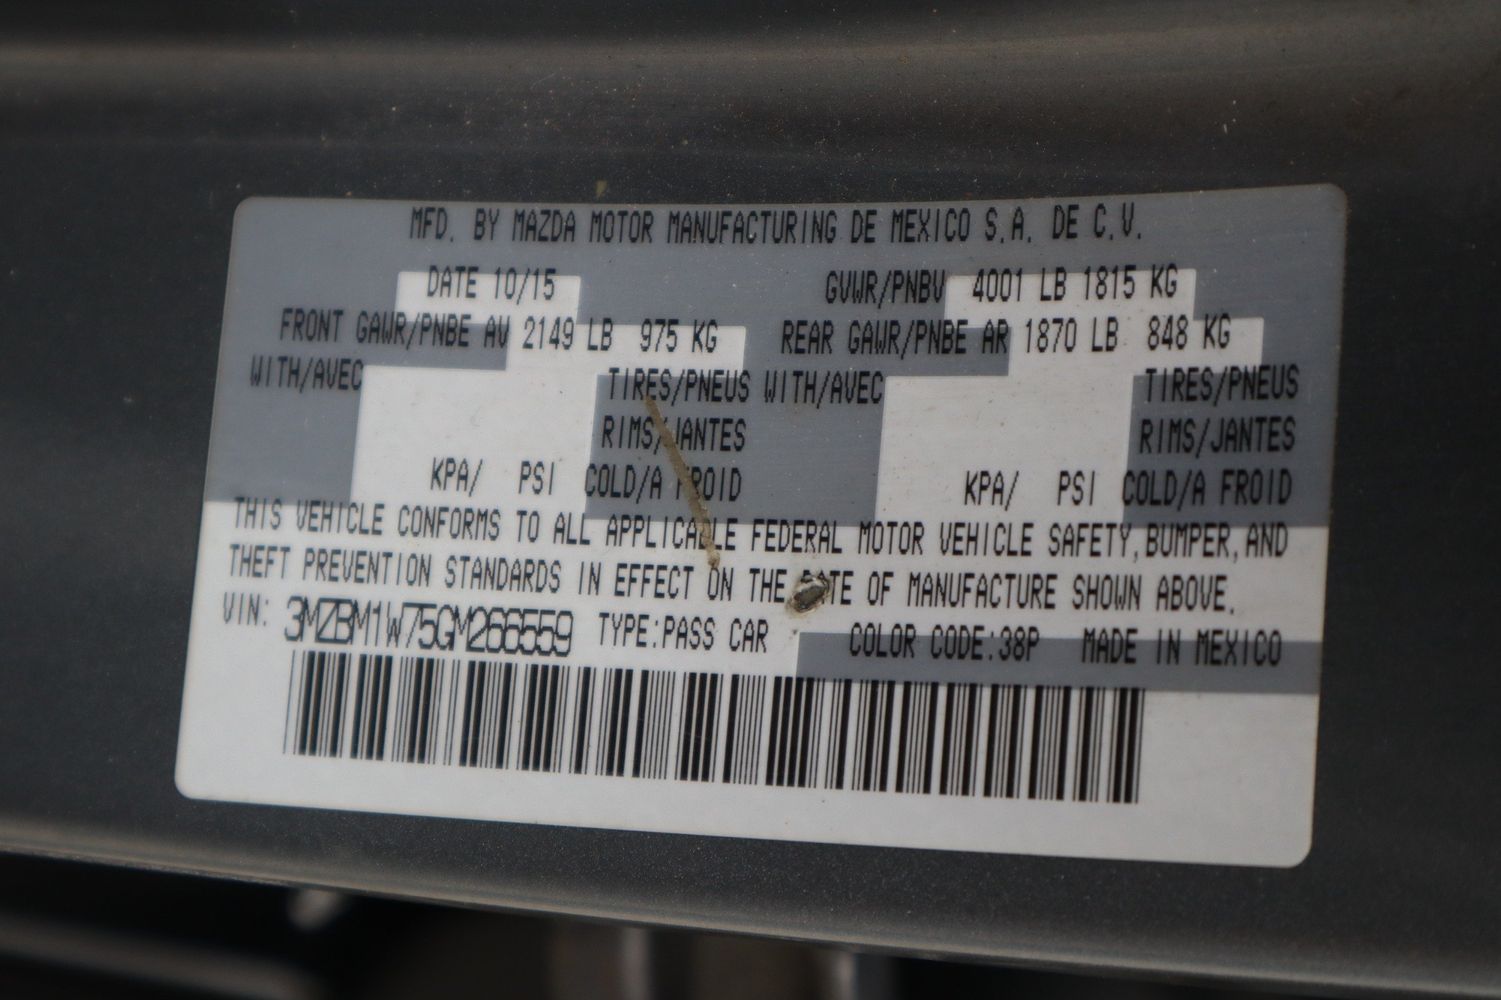 MFD. BY MAZDA MOTOR MANUFACTURING DE MEXICO S.A. DE C.V.
DATE 10/15 GVWR/PNBV 4001 LB 1815 KG
FRONT GAWR/PNBE AV 2149 LB 975 KG REAR GAWR/PNBE AR 1870 LB 848 KG
WITH/AVEC TIRES/PNEUS WITH/AVEC TIRES/PNEUS
RIMS/JANTES RIMS/JANTES
KPA/ PSI COLD/A FROID KPA/ PSI COLD/A FROID
THIS VEHICLE CONFORMS TO ALL APPLICABLE FEDERAL MOTOR VEHICLE SAFETY, BUMPER, AND
THEFT PREVENTION STANDARDS IN EFFECT ON THE DATE OF MANUFACTURE SHOWN ABOVE.
VIN: 3MZBM1W75GM266559 TYPE:PASS CAR COLOR CODE:38P MADE IN MEXICO